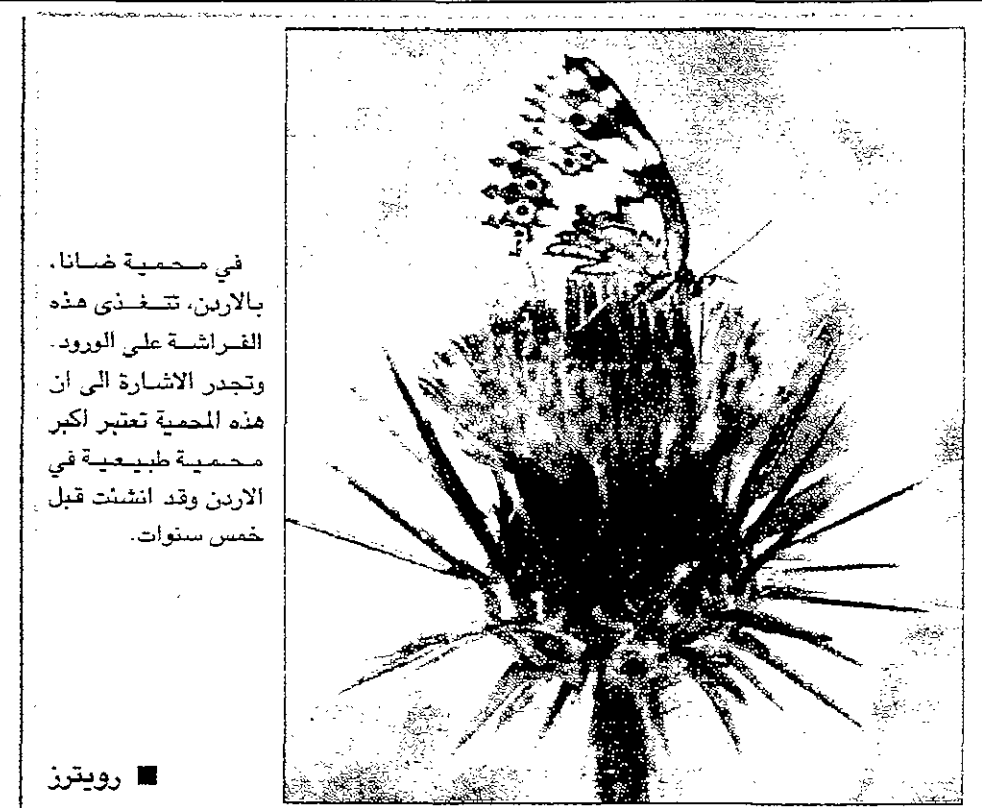 في محمية ضانا،
بالاردن، تتغذى هذه
الفراشة على الورود.
وتجدر الاشارة الى ان
هذه المحمية تعتبر اكبر
محمية طبيعية في
الاردن وقد انشئت قبل
خمس سنوات.
■ رويترز